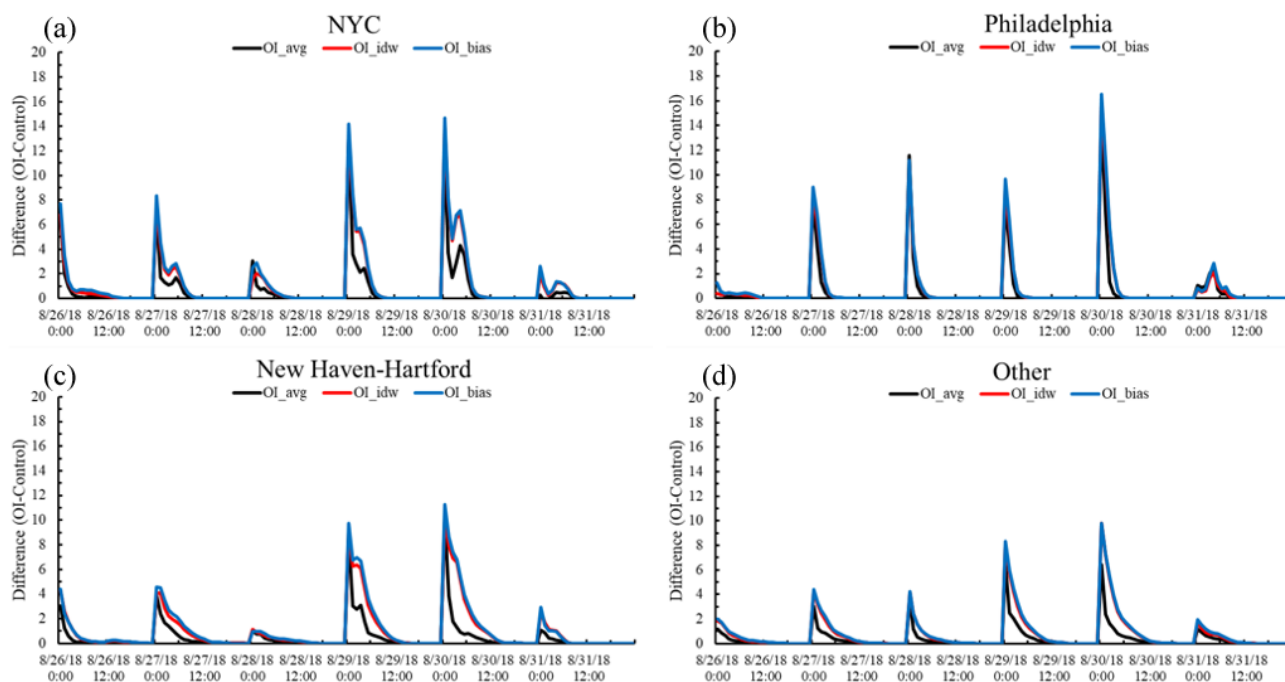 (a) NYC
OI_avg OI_idw OI_bias
Difference (OI-Control)
20
18
16
14
12
10
8
6
4
2
0
8/26/18 8/26/18 8/27/18 8/27/18 8/28/18 8/28/18 8/29/18 8/29/18 8/30/18 8/30/18 8/31/18 8/31/18
0:00 12:00 0:00 12:00 0:00 12:00 0:00 12:00 0:00 12:00 0:00 12:00
(b) Philadelphia
OI_avg OI_idw OI_bias
Difference (OI-Control)
20
18
16
14
12
10
8
6
4
2
0
8/26/18 8/26/18 8/27/18 8/27/18 8/28/18 8/28/18 8/29/18 8/29/18 8/30/18 8/30/18 8/31/18 8/31/18
0:00 12:00 0:00 12:00 0:00 12:00 0:00 12:00 0:00 12:00 0:00 12:00
(c) New Haven-Hartford
OI_avg OI_idw OI_bias
Difference (OI-Control)
20
18
16
14
12
10
8
6
4
2
0
8/26/18 8/26/18 8/27/18 8/27/18 8/28/18 8/28/18 8/29/18 8/29/18 8/30/18 8/30/18 8/31/18 8/31/18
0:00 12:00 0:00 12:00 0:00 12:00 0:00 12:00 0:00 12:00 0:00 12:00
(d) Other
OI_avg OI_idw OI_bias
Difference (OI-Control)
20
18
16
14
12
10
8
6
4
2
0
8/26/18 8/26/18 8/27/18 8/27/18 8/28/18 8/28/18 8/29/18 8/29/18 8/30/18 8/30/18 8/31/18 8/31/18
0:00 12:00 0:00 12:00 0:00 12:00 0:00 12:00 0:00 12:00 0:00 12:00